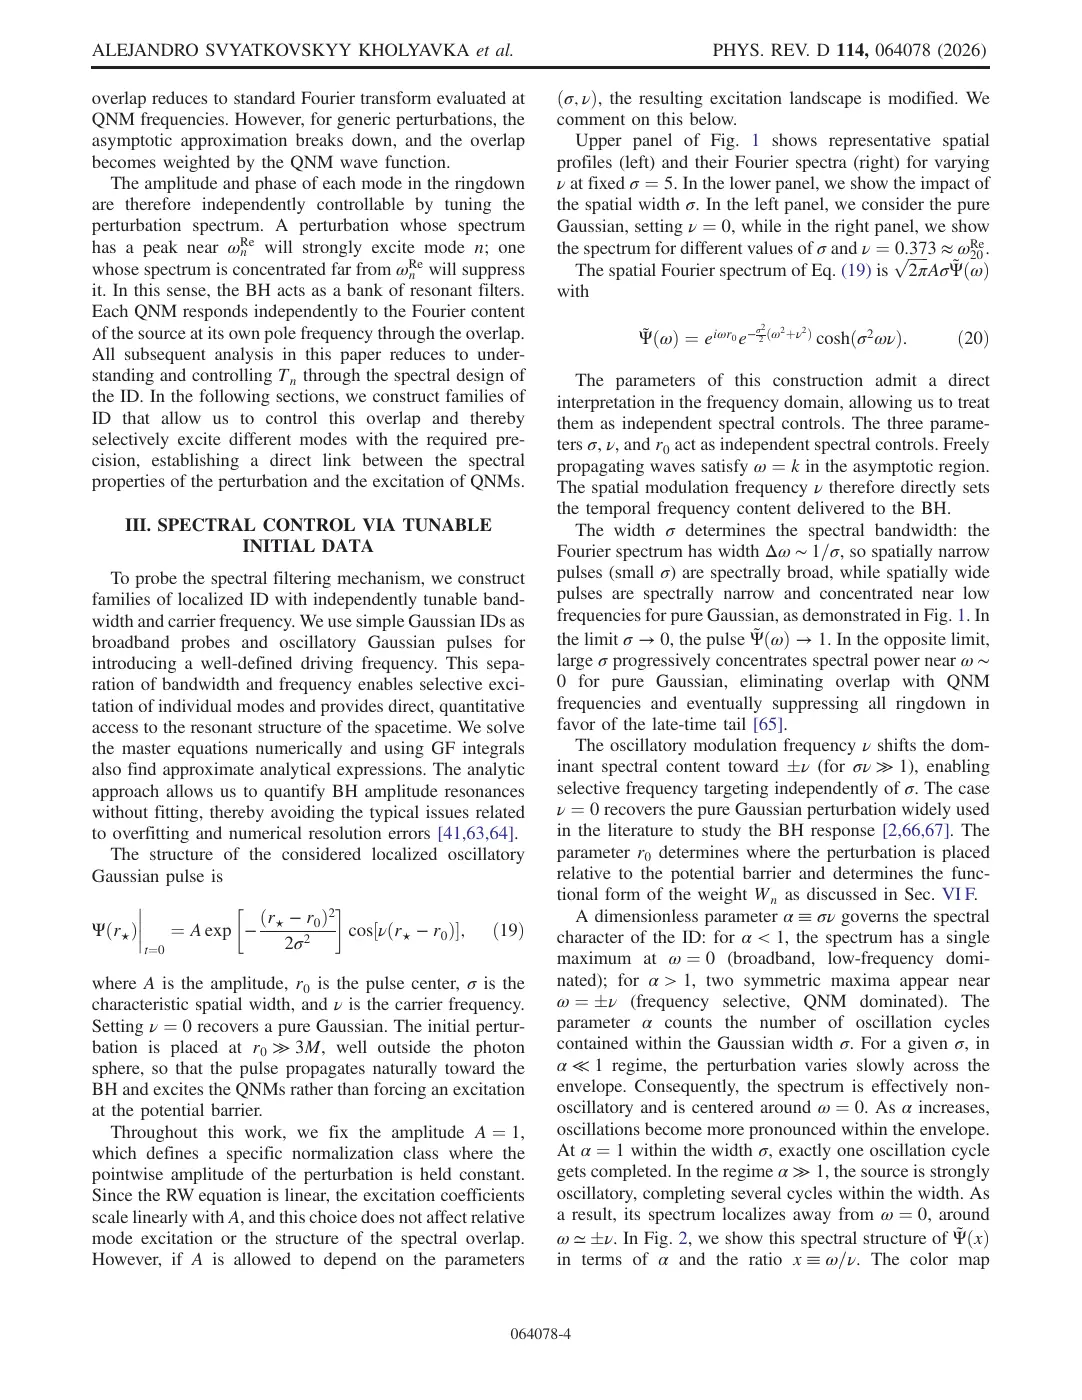 ALEJANDRO SVYATKOVSKYY KHOLYAVKA et al.
PHYS. REV. D 114, 064078 (2026)
overlap reduces to standard Fourier transform evaluated at
QNM frequencies. However, for generic perturbations, the
asymptotic approximation breaks down, and the overlap
becomes weighted by the QNM wave function.
The amplitude and phase of each mode in the ringdown
are therefore independently controllable by tuning the
perturbation spectrum. A perturbation whose spectrum
has a peak near ωₙᴿᵉ will strongly excite mode n; one
whose spectrum is concentrated far from ωₙᴿᵉ will suppress
it. In this sense, the BH acts as a bank of resonant filters.
Each QNM responds independently to the Fourier content
of the source at its own pole frequency through the overlap.
All subsequent analysis in this paper reduces to under-
standing and controlling Tₙ through the spectral design of
the ID. In the following sections, we construct families of
ID that allow us to control this overlap and thereby
selectively excite different modes with the required pre-
cision, establishing a direct link between the spectral
properties of the perturbation and the excitation of QNMs.
III. SPECTRAL CONTROL VIA TUNABLE
INITIAL DATA
To probe the spectral filtering mechanism, we construct
families of localized ID with independently tunable band-
width and carrier frequency. We use simple Gaussian IDs as
broadband probes and oscillatory Gaussian pulses for
introducing a well-defined driving frequency. This sepa-
ration of bandwidth and frequency enables selective exci-
tation of individual modes and provides direct, quantitative
access to the resonant structure of the spacetime. We solve
the master equations numerically and using GF integrals
also find approximate analytical expressions. The analytic
approach allows us to quantify BH amplitude resonances
without fitting, thereby avoiding the typical issues related
to overfitting and numerical resolution errors [41,63,64].
The structure of the considered localized oscillatory
Gaussian pulse is
Ψ(r⋆)|ₜ₌₀ = A exp [−(r⋆ − r₀)²/2σ²] cos[ν(r⋆ − r₀)], (19)
where A is the amplitude, r₀ is the pulse center, σ is the
characteristic spatial width, and ν is the carrier frequency.
Setting ν = 0 recovers a pure Gaussian. The initial pertur-
bation is placed at r₀ ≫ 3M, well outside the photon
sphere, so that the pulse propagates naturally toward the
BH and excites the QNMs rather than forcing an excitation
at the potential barrier.
Throughout this work, we fix the amplitude A = 1,
which defines a specific normalization class where the
pointwise amplitude of the perturbation is held constant.
Since the RW equation is linear, the excitation coefficients
scale linearly with A, and this choice does not affect relative
mode excitation or the structure of the spectral overlap.
However, if A is allowed to depend on the parameters
(σ, ν), the resulting excitation landscape is modified. We
comment on this below.
Upper panel of Fig. 1 shows representative spatial
profiles (left) and their Fourier spectra (right) for varying
ν at fixed σ = 5. In the lower panel, we show the impact of
the spatial width σ. In the left panel, we consider the pure
Gaussian, setting ν = 0, while in the right panel, we show
the spectrum for different values of σ and ν = 0.373 ≈ ω₂₀ᴿᵉ.
The spatial Fourier spectrum of Eq. (19) is √2πAσΨ̃(ω)
with
Ψ̃(ω) = e^{iωr₀} e^{−σ²/2(ω²+ν²)} cosh(σ²ων). (20)
The parameters of this construction admit a direct
interpretation in the frequency domain, allowing us to treat
them as independent spectral controls. The three parame-
ters σ, ν, and r₀ act as independent spectral controls. Freely
propagating waves satisfy ω = k in the asymptotic region.
The spatial modulation frequency ν therefore directly sets
the temporal frequency content delivered to the BH.
The width σ determines the spectral bandwidth: the
Fourier spectrum has width Δω ∼ 1/σ, so spatially narrow
pulses (small σ) are spectrally broad, while spatially wide
pulses are spectrally narrow and concentrated near low
frequencies for pure Gaussian, as demonstrated in Fig. 1. In
the limit σ → 0, the pulse Ψ̃(ω) → 1. In the opposite limit,
large σ progressively concentrates spectral power near ω ∼
0 for pure Gaussian, eliminating overlap with QNM
frequencies and eventually suppressing all ringdown in
favor of the late-time tail [65].
The oscillatory modulation frequency ν shifts the dom-
inant spectral content toward ±ν (for σν ≫ 1), enabling
selective frequency targeting independently of σ. The case
ν = 0 recovers the pure Gaussian perturbation widely used
in the literature to study the BH response [2,66,67]. The
parameter r₀ determines where the perturbation is placed
relative to the potential barrier and determines the func-
tional form of the weight Wₙ as discussed in Sec. VI F.
A dimensionless parameter α ≡ σν governs the spectral
character of the ID: for α < 1, the spectrum has a single
maximum at ω = 0 (broadband, low-frequency domi-
nated); for α > 1, two symmetric maxima appear near
ω = ±ν (frequency selective, QNM dominated). The
parameter α counts the number of oscillation cycles
contained within the Gaussian width σ. For a given σ, in
α ≪ 1 regime, the perturbation varies slowly across the
envelope. Consequently, the spectrum is effectively non-
oscillatory and is centered around ω = 0. As α increases,
oscillations become more pronounced within the envelope.
At α = 1 within the width σ, exactly one oscillation cycle
gets completed. In the regime α ≫ 1, the source is strongly
oscillatory, completing several cycles within the width. As
a result, its spectrum localizes away from ω = 0, around
ω ≃ ±ν. In Fig. 2, we show this spectral structure of Ψ̃(x)
in terms of α and the ratio x ≡ ω/ν. The color map
064078-4